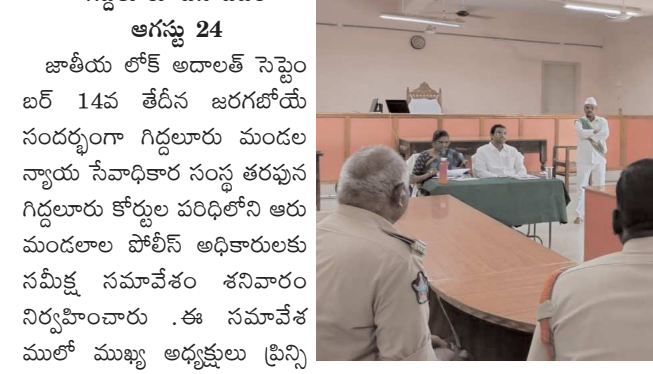 ఆగస్టు 24
జాతీయ లోక్ అదాలత్ సెప్టెం
బర్ 14వ తేదీన జరగబోయే
సందర్భంగా గిద్దలూరు మండల
న్యాయ సేవాధికార సంస్థ తరఫున
గిద్దలూరు కోర్టుల పరిధిలోని ఆరు
మండలాల పోలీస్ అధికారులకు
సమీక్ష సమావేశం శనివారం
నిర్వహించారు .ఈ సమావేశ
ములో ముఖ్య అధ్యక్షులు ప్రిన్సి